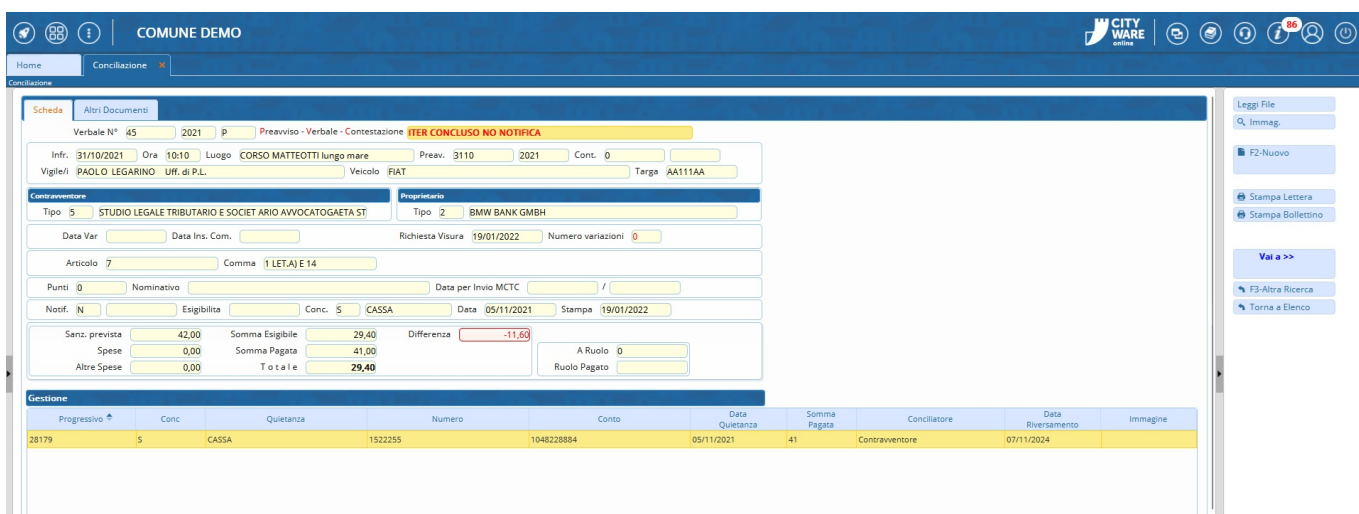 COMUNE DEMO CITY WARE online 86
Home Conciliazione ×
Conciliazione
Scheda Altri Documenti
Verbale N° 45 2021 P Preavviso - Verbale - Contestazione ITER CONCLUSO NO NOTIFICA
Infr. 31/10/2021 Ora 10:10 Luogo CORSO MATTEOTTI lungo mare Preav. 3110 2021 Cont. 0
Vigile/i PAOLO LEGARINO Uff. di P.L. Veicolo FIAT Targa AA111AA
Contravventore Proprietario
Tipo 5 STUDIO LEGALE TRIBUTARIO E SOCIET ARIO AVVOCATOGAETA ST Tipo 2 BMW BANK GMBH
Data Var Data Ins. Com. Richiesta Visura 19/01/2022 Numero variazioni 0
Articolo 7 Comma 1 LET.A) E 14
Punti 0 Nominativo Data per Invio MCTC /
Notif. N Esigibilita Conc. S CASSA Data 05/11/2021 Stampa 19/01/2022
Sanz. prevista 42,00 Somma Esigibile 29,40 Differenza -11,60
Spese 0,00 Somma Pagata 41,00 A Ruolo 0
Altre Spese 0,00 Totale 29,40 Ruolo Pagato
Gestione
Progressivo Conc Quietanza Numero Conto Data Quietanza Somma Pagata Conciliatore Data Riversamento Immagine
28179 S CASSA 1522255 1048228884 05/11/2021 41 Contravventore 07/11/2024
Leggi File
Immag.
F2-Nuovo
Stampa Lettera
Stampa Bollettino
Vai a >>
F3-Altra Ricerca
Torna a Elenco